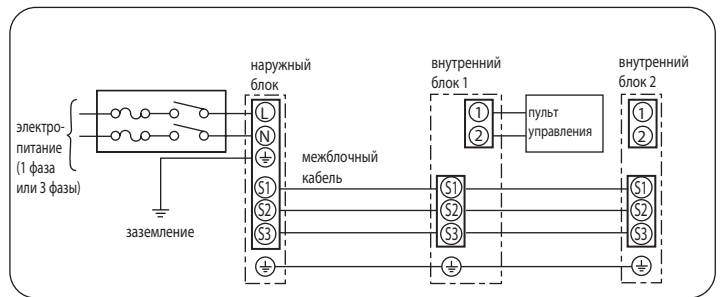 наружный
блок
внутренний
блок 1
внутренний
блок 2
электро-
питание
(1 фаза
или 3 фазы)
L
N
заземление
межблочный
кабель
1
2
пульт
управления
1
2
S1
S2
S3
S1
S2
S3
S1
S2
S3